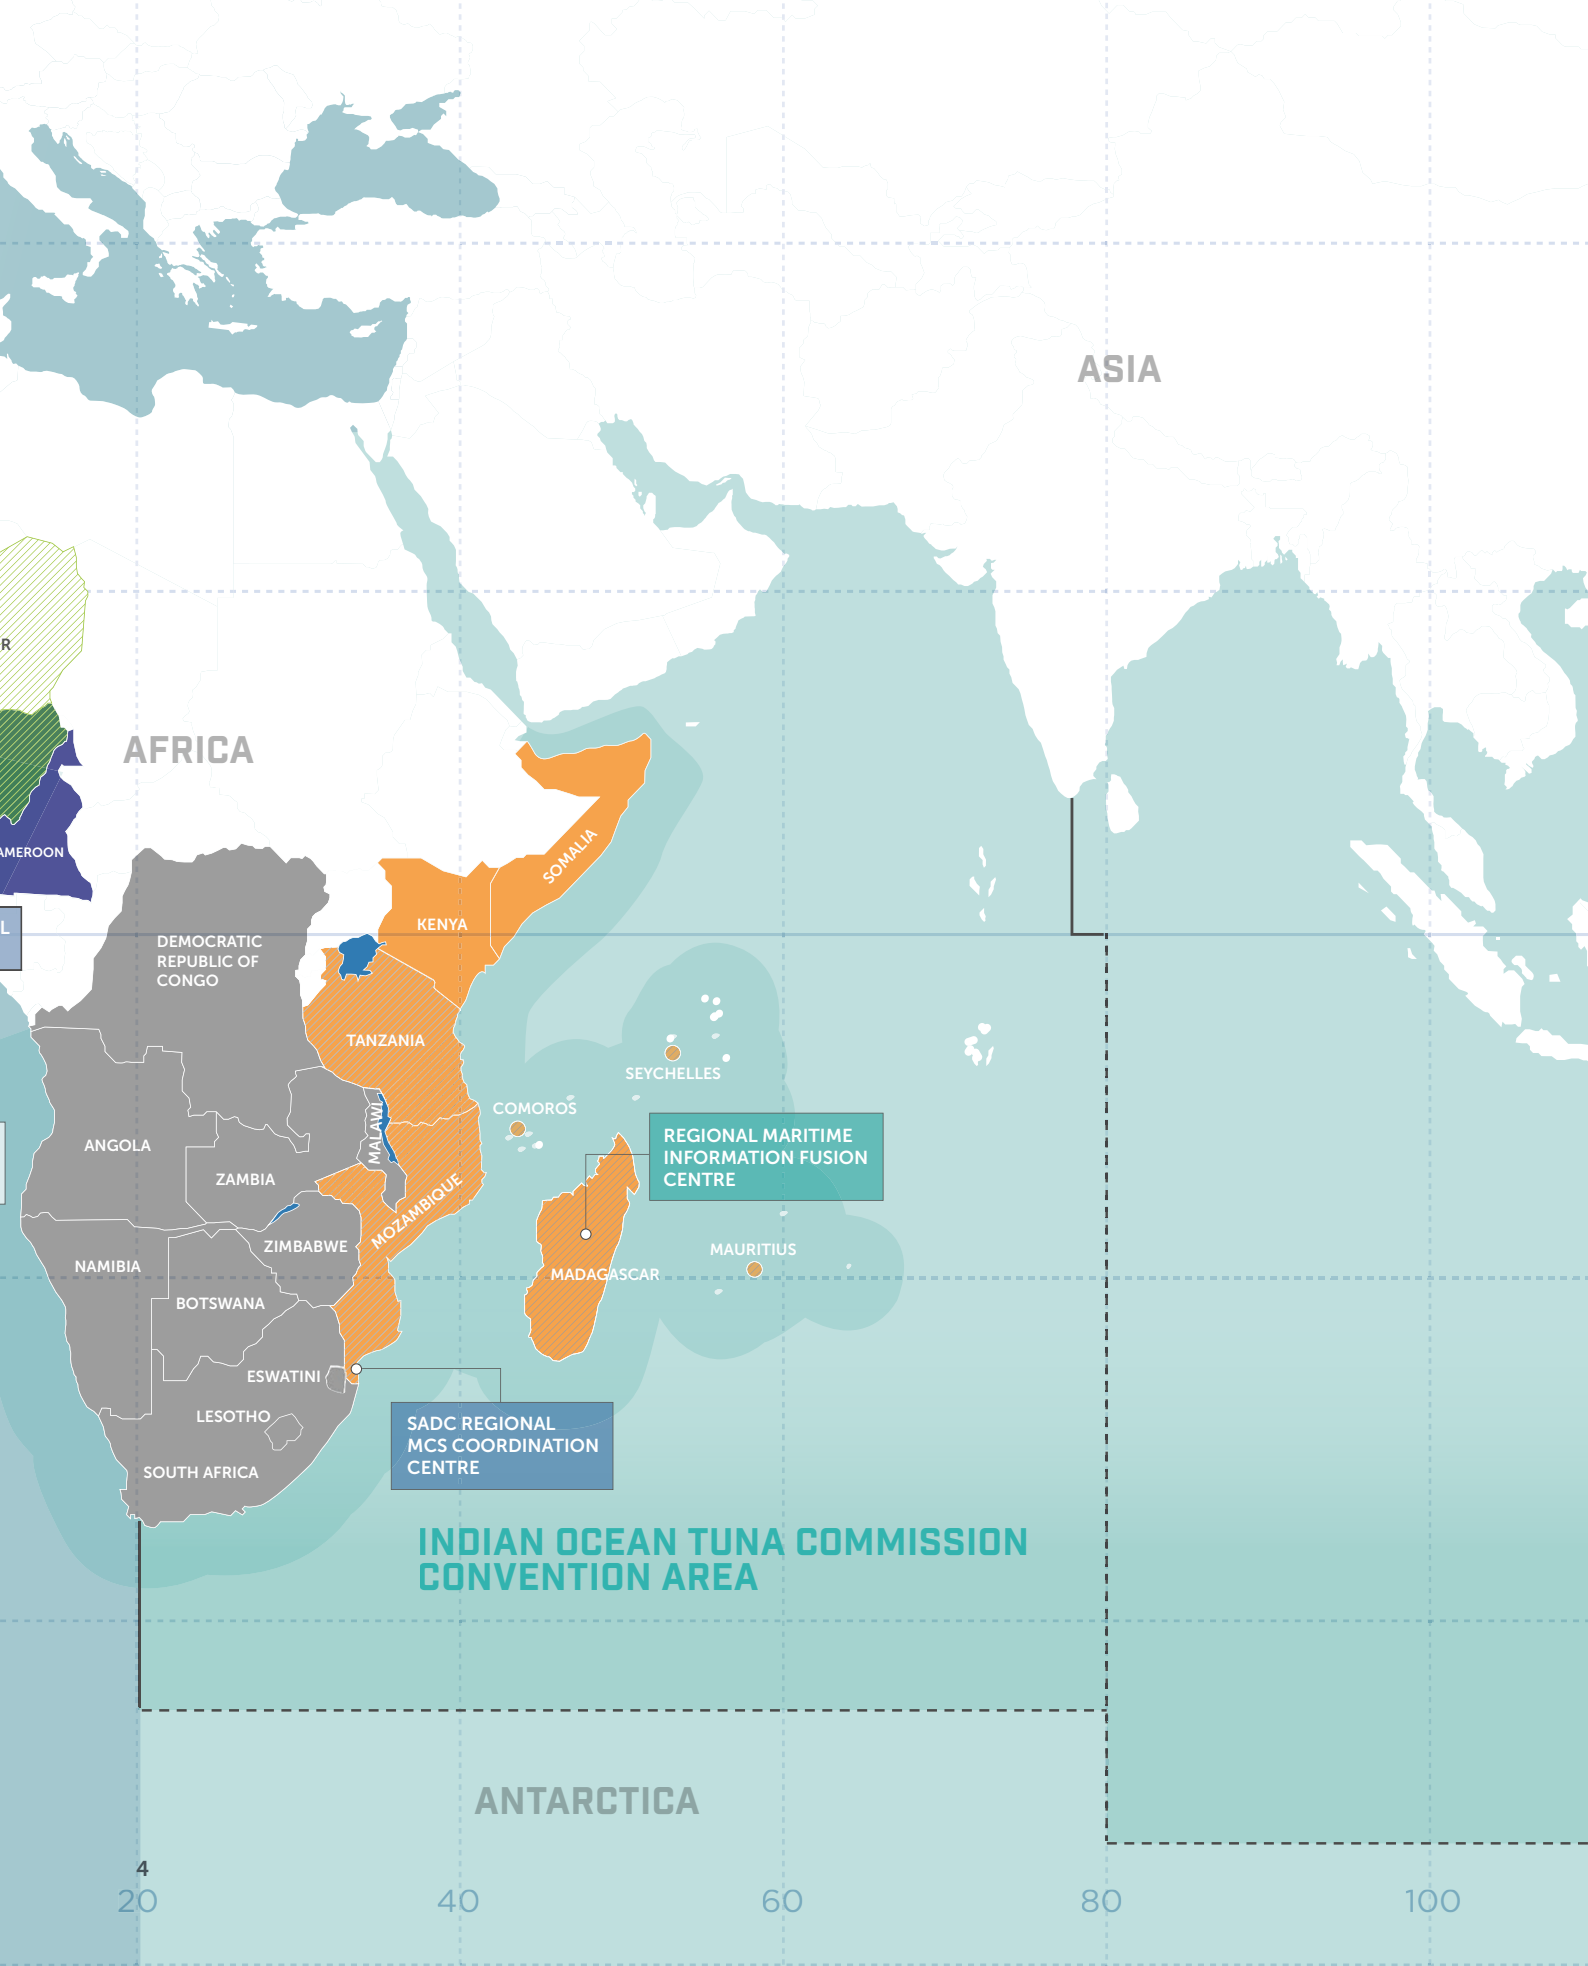 ASIA
R
AFRICA
AMEROON
SOMALIA
L
KENYA
DEMOCRATIC
REPUBLIC OF
CONGO
TANZANIA
SEYCHELLES
COMOROS
MALAWI
ANGOLA
REGIONAL MARITIME
INFORMATION FUSION
CENTRE
ZAMBIA
MOZAMBIQUE
ZIMBABWE
MAURITIUS
NAMIBIA
MADAGASCAR
BOTSWANA
ESWATINI
LESOTHO
SADC REGIONAL
MCS COORDINATION
CENTRE
SOUTH AFRICA
INDIAN OCEAN TUNA COMMISSION
CONVENTION AREA
ANTARCTICA
4
20
40
60
80
100